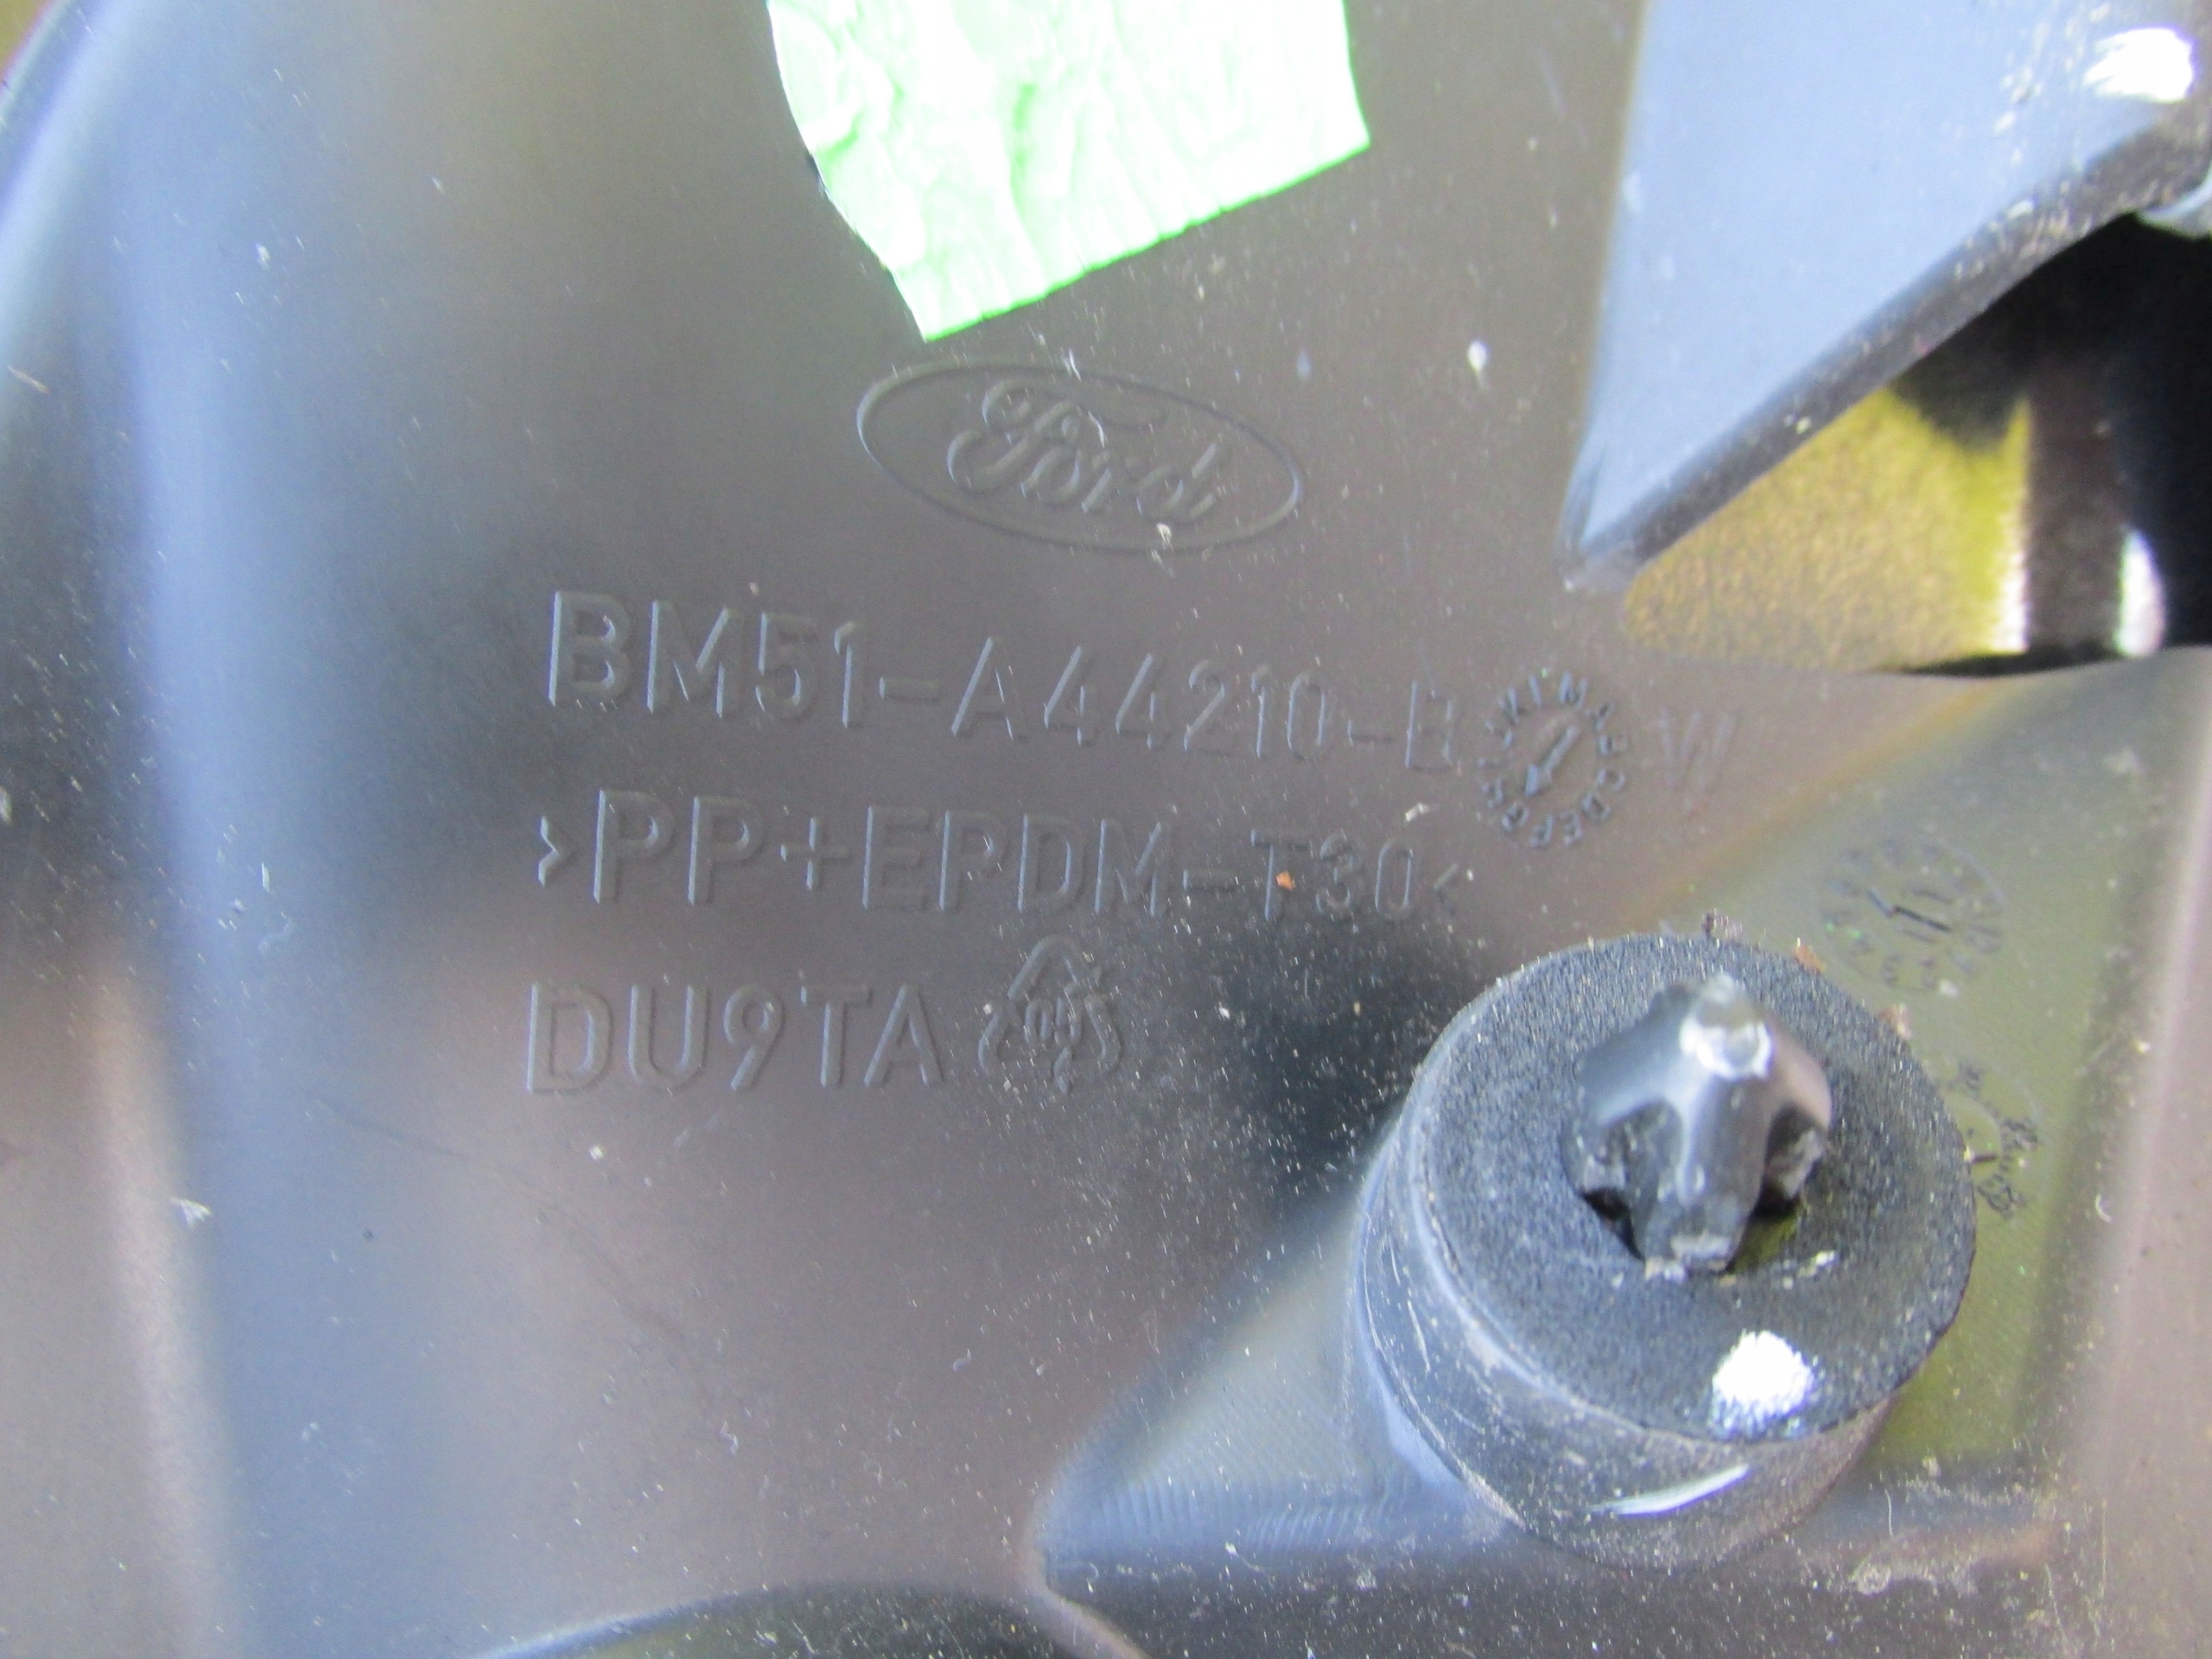 Ford
BM51-A44210-B W
>PP+EPDM-T30<
DU9TA